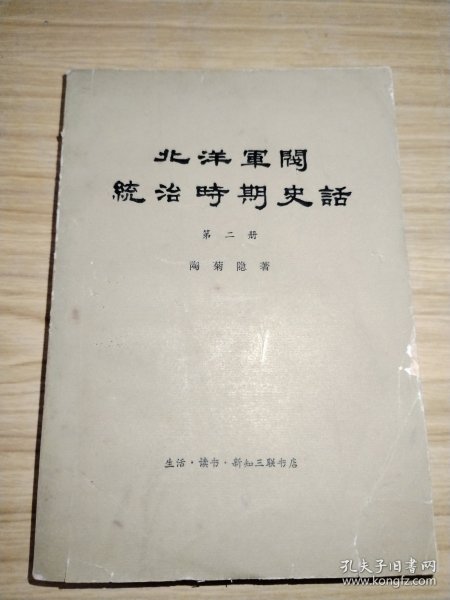 北洋軍閥
統治時期史話
第二册
陶菊隐著
生活·读书·新知三联书店
孔夫子旧书网
www.kongfz.com